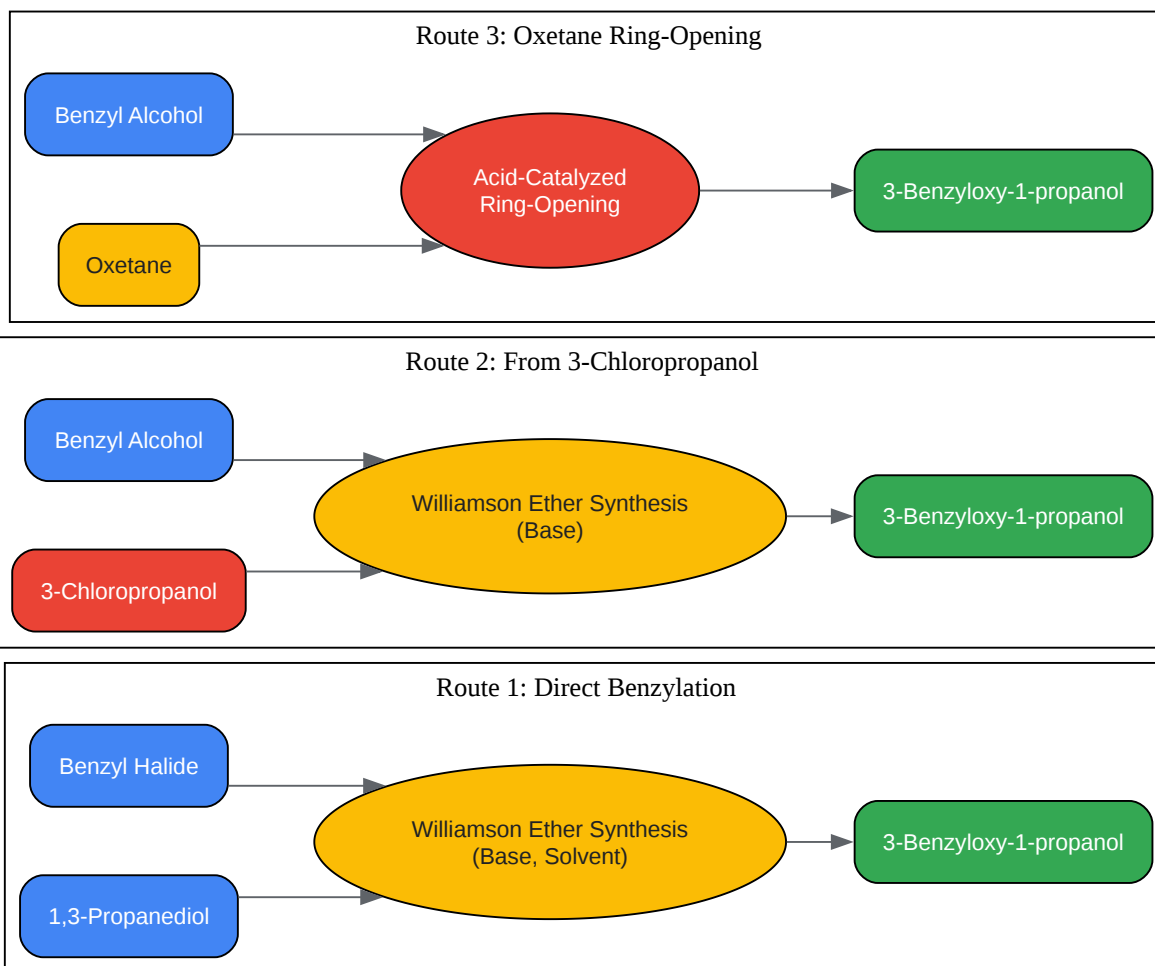 Route 3: Oxetane Ring-Opening
Benzyl Alcohol
Acid-Catalyzed
Ring-Opening
3-Benzyloxy-1-propanol
Oxetane
Route 2: From 3-Chloropropanol
Benzyl Alcohol
Williamson Ether Synthesis
(Base)
3-Benzyloxy-1-propanol
3-Chloropropanol
Route 1: Direct Benzylation
Benzyl Halide
Williamson Ether Synthesis
(Base, Solvent)
3-Benzyloxy-1-propanol
1,3-Propanediol